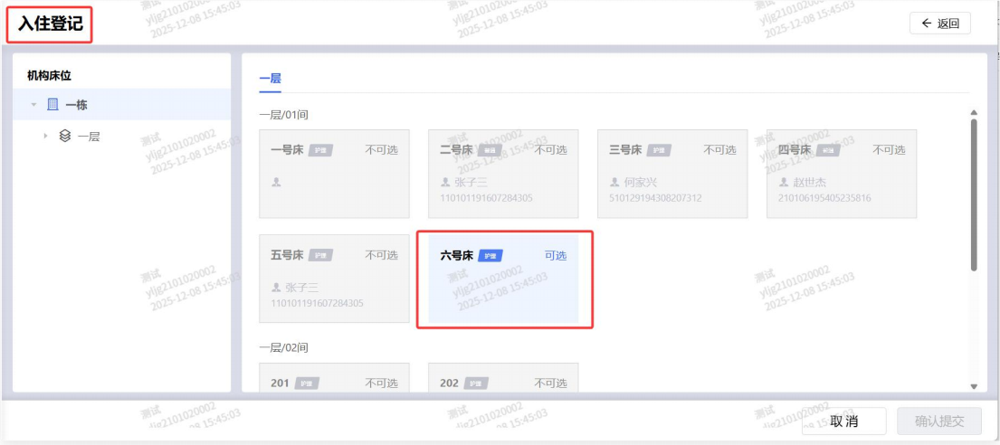 入住登记
返回
机构床位
一栋
一层
一层
一层/01间
一号床 护理 不可选
二号床 不可选
张子三
110101191607284305
三号床 护理 不可选
何家兴
510129194308207312
四号床 不可选
赵世杰
210106195405235816
五号床 护理 不可选
张子三
110101191607284305
六号床 护理 可选
一层/02间
201 护理 不可选
202 护理 不可选
取消
确认提交
测试
yljg2101020002
2025-12-08 15:45:03